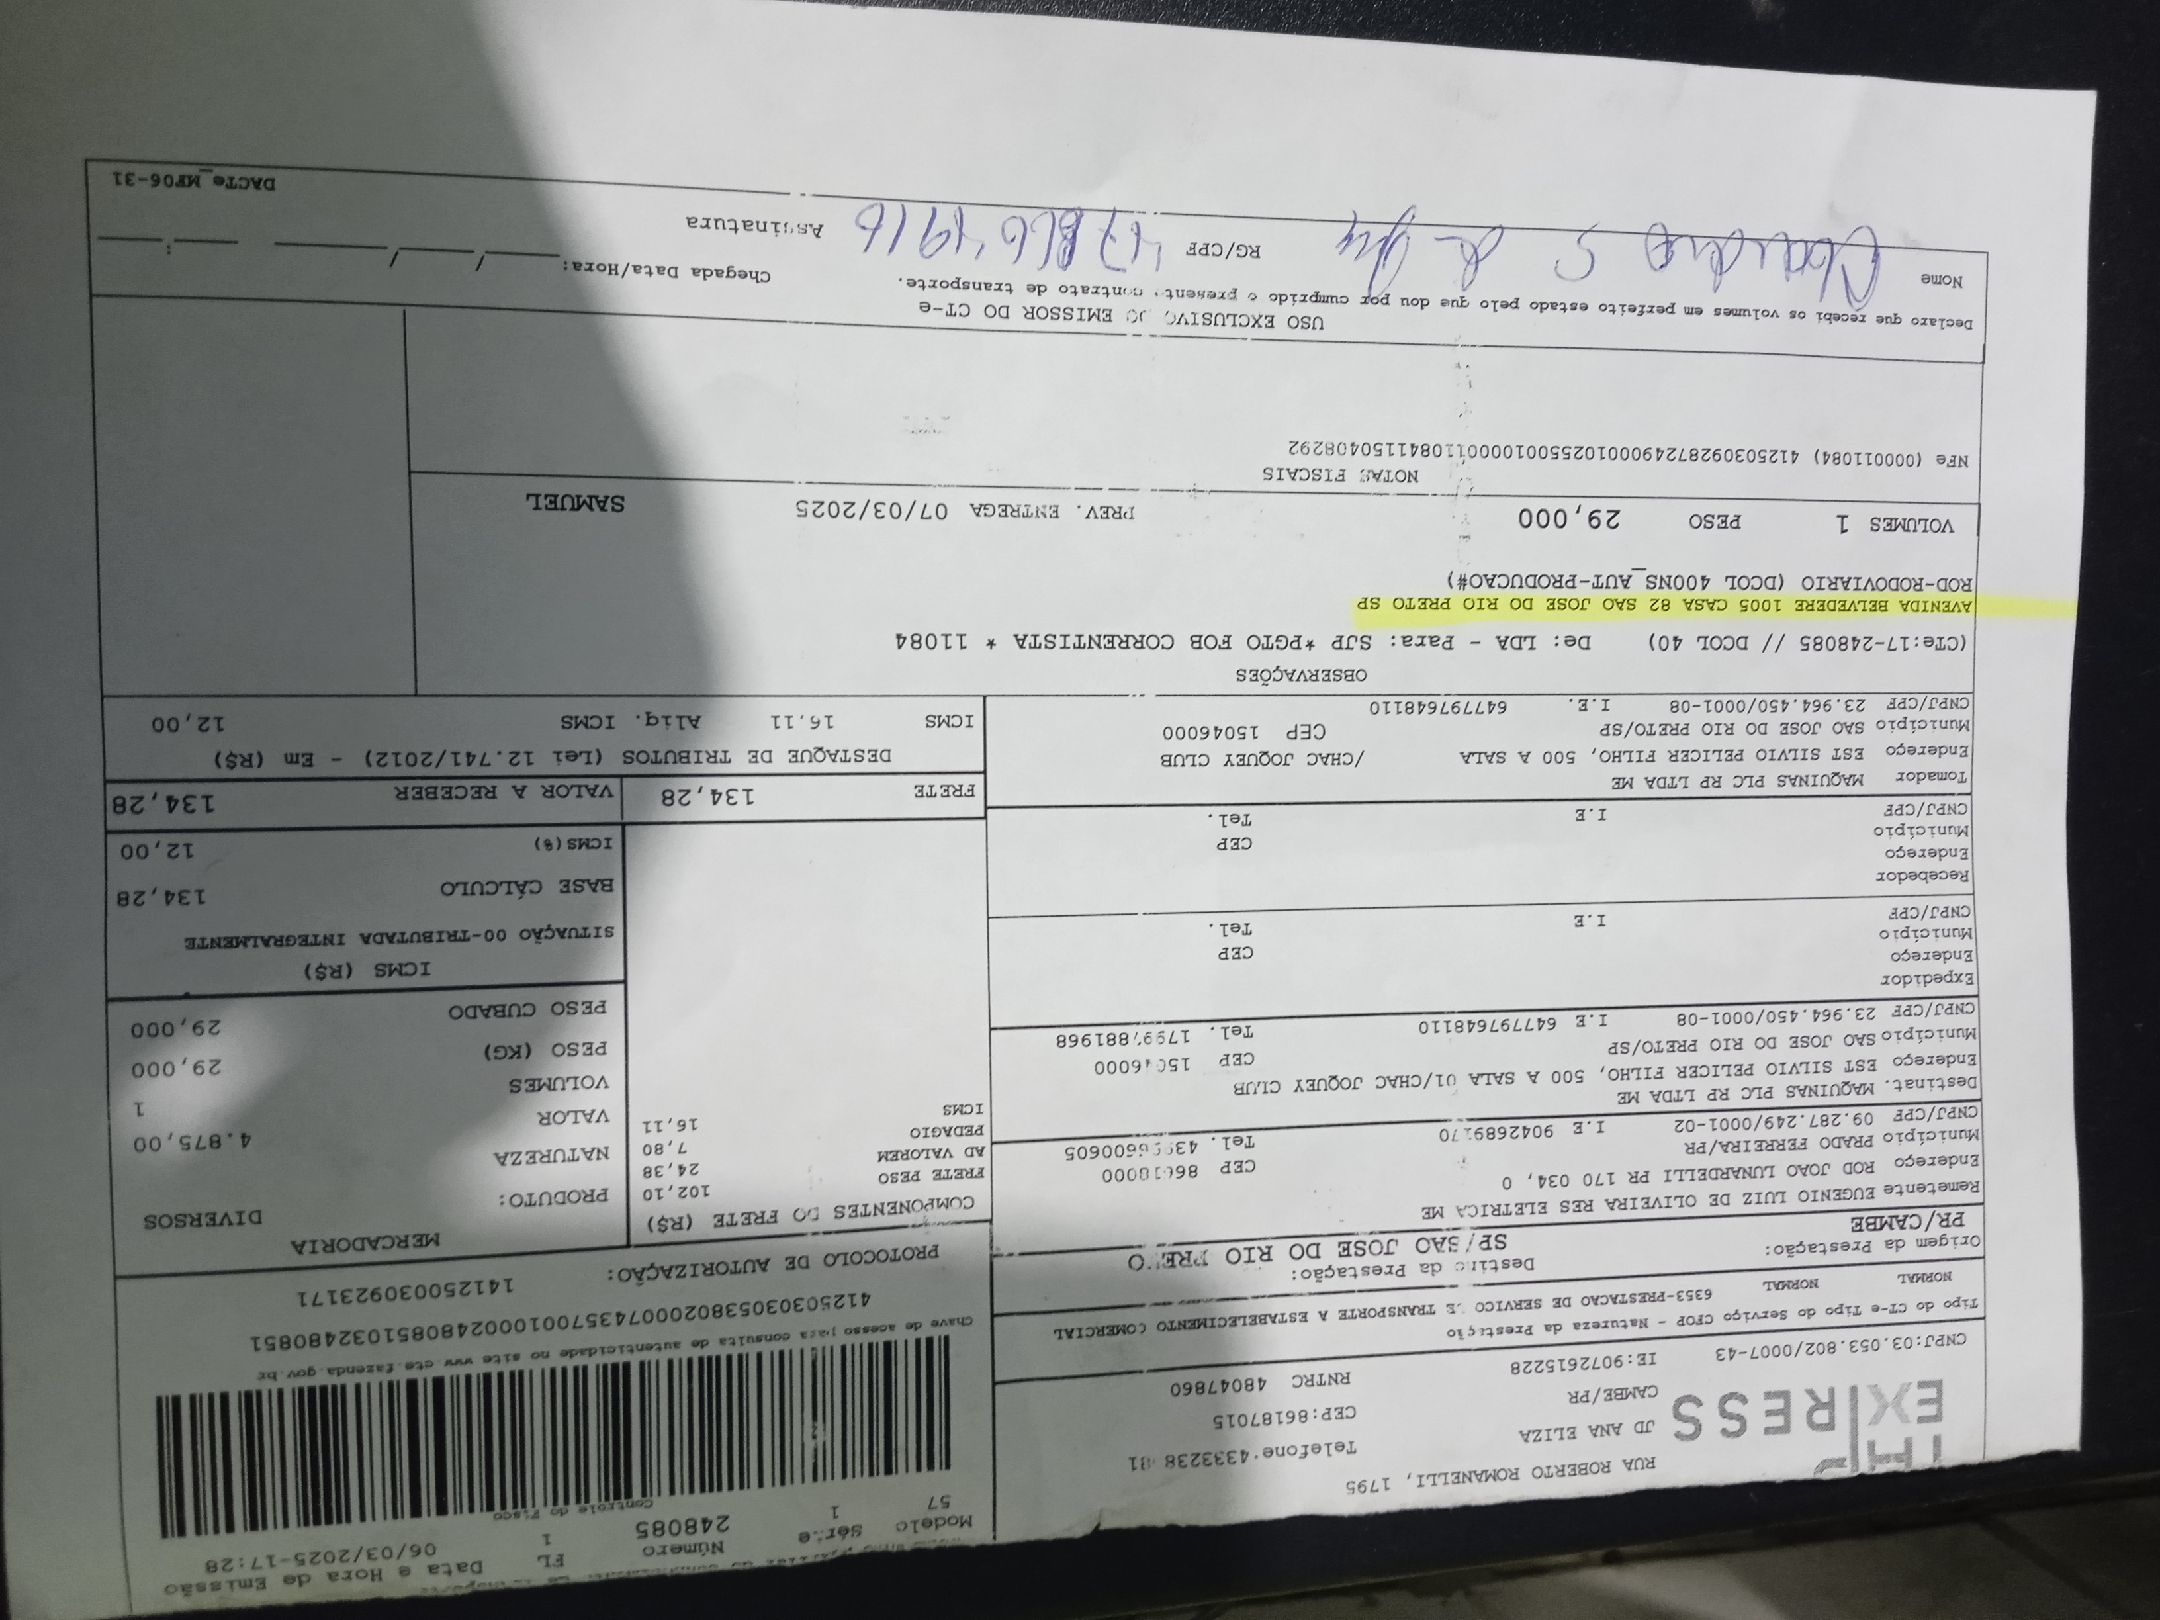 Modelo Série Número FL Data e Hora de Emissão
57 1 248085 1 06/03/2025-17:28
Controle do Fisco
EXPRESS
RUA ROBERTO ROMANELLI, 1795
JD ANA ELIZA Telefone
CAMBE/PR CEP:86187015
CNPJ:03.053.802/0007-43 IE:9072615228 RNTRC 48047860
Chave de acesso para consulta de autenticidade no site www.cte.fazenda.gov.br
41250303053802000743570010002480851032480851
PROTOCOLO DE AUTORIZAÇÃO: 141250030923171
Tipo do CT-e Tipo do Serviço CFOP - Natureza da Prestação
NORMAL NORMAL 6353-PRESTACAO DE SERVICO DE TRANSPORTE A ESTABELECIMENTO COMERCIAL
Origem da Prestação: Destino da Prestação:
PR/CAMBE SP/SAO JOSE DO RIO PRETO
Remetente EUGENIO LUIZ DE OLIVEIRA RES ELETRICA ME
Endereço ROD JOAO LUNARDELLI PR 170 034, 0
Município PRADO FERREIRA/PR CEP
CNPJ/CPF 09.287.249/0001-02 I.E Tel.
Destinat. MAQUINAS PLC RP LTDA ME
Endereço EST SILVIO PELICER FILHO, 500 A SALA 01/CHAC JOQUEY CLUB
Município SAO JOSE DO RIO PRETO/SP CEP 15046000
CNPJ/CPF 23.964.450/0001-08 I.E 647797648110 Tel.
Expedidor
Endereço
Município CEP
CNPJ/CPF I.E Tel.
Recebedor
Endereço
Município CEP
CNPJ/CPF I.E Tel.
Tomador MAQUINAS PLC RP LTDA ME
Endereço EST SILVIO PELICER FILHO, 500 A SALA /CHAC JOQUEY CLUB
Município SAO JOSE DO RIO PRETO/SP CEP 15046000
CNPJ/CPF 23.964.450/0001-08 I.E. 647797648110
COMPONENTES DO FRETE (R$)
FRETE PESO 102,10
AD VALOREM 24,38
PEDAGIO 7,80
ICMS 16,11
MERCADORIA
PRODUTO: DIVERSOS
NATUREZA
VALOR 4.875,00
VOLUMES 1
PESO (KG) 29,000
PESO CUBADO 29,000
ICMS (R$)
SITUAÇÃO 00-TRIBUTADA INTEGRALMENTE
BASE CÁLCULO 134,28
ICMS(%) 12,00
FRETE 134,28 VALOR A RECEBER 134,28
DESTAQUE DE TRIBUTOS (Lei 12.741/2012) - Em (R$)
ICMS 16,11 Aliq. ICMS 12,00
OBSERVAÇÕES
(CTe:17-248085 // DCOL 40) De: LDA - Para: SJP *PGTO FOB CORRENTISTA * 11084
AVENIDA BELVEDERE 1005 CASA 82 SAO JOSE DO RIO PRETO SP
ROD-RODOVIARIO (DCOL 400NS_AUT-PRODUCAO#)
VOLUMES 1 PESO 29,000 PREV. ENTREGA 07/03/2025 SAMUEL
NOTAS FISCAIS
NFe (000011084) 41250309287249000102550010000110841150408292
USO EXCLUSIVO DO EMISSOR DO CT-e
Declaro que recebi os volumes em perfeito estado pelo que dou por cumprido o presente contrato de transporte.
Chegada Data/Hora: ____/____/____ ____:____
Nome RG/CPF Assinatura
DACTe_MF06-31